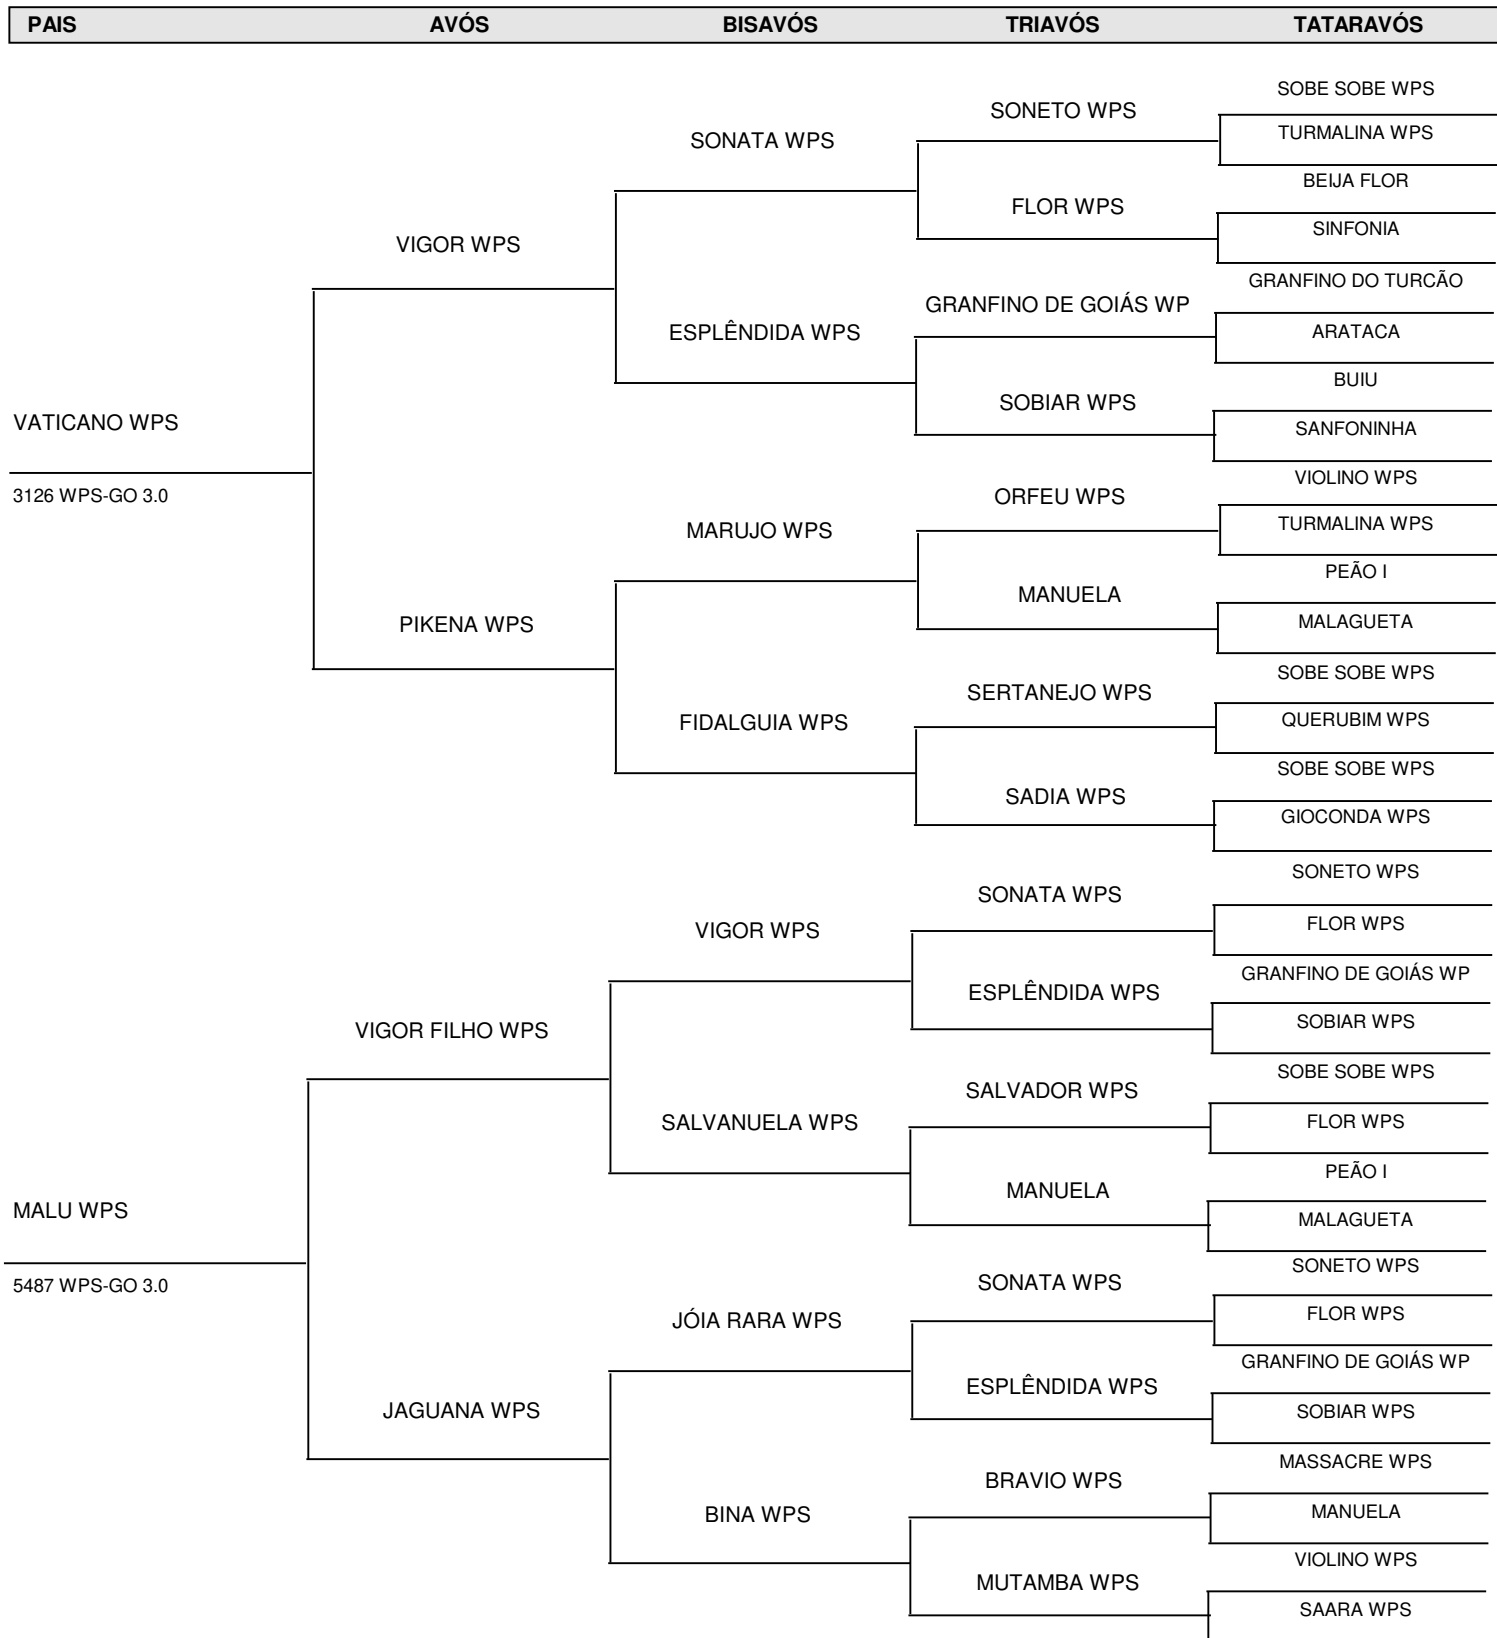 PAIS AVÓS BISAVÓS TRIAVÓS TATARAVÓS
SOBE SOBE WPS
SONETO WPS
TURMALINA WPS
SONATA WPS
BEIJA FLOR
FLOR WPS
SINFONIA
VIGOR WPS
GRANFINO DO TURCÃO
GRANFINO DE GOIÁS WP
ARATACA
ESPLÊNDIDA WPS
BUIU
SOBIAR WPS
VATICANO WPS
SANFONINHA
VIOLINO WPS
3126 WPS-GO 3.0
ORFEU WPS
TURMALINA WPS
MARUJO WPS
PEÃO I
MANUELA
MALAGUETA
PIKENA WPS
SOBE SOBE WPS
SERTANEJO WPS
QUERUBIM WPS
FIDALGUIA WPS
SOBE SOBE WPS
SADIA WPS
GIOCONDA WPS
SONETO WPS
SONATA WPS
FLOR WPS
VIGOR WPS
GRANFINO DE GOIÁS WP
ESPLÊNDIDA WPS
SOBIAR WPS
VIGOR FILHO WPS
SOBE SOBE WPS
SALVADOR WPS
FLOR WPS
SALVANUELA WPS
PEÃO I
MANUELA
MALU WPS
MALAGUETA
SONETO WPS
5487 WPS-GO 3.0
SONATA WPS
FLOR WPS
JÓIA RARA WPS
GRANFINO DE GOIÁS WP
ESPLÊNDIDA WPS
JAGUANA WPS
SOBIAR WPS
MASSACRE WPS
BRAVIO WPS
MANUELA
BINA WPS
VIOLINO WPS
MUTAMBA WPS
SAARA WPS